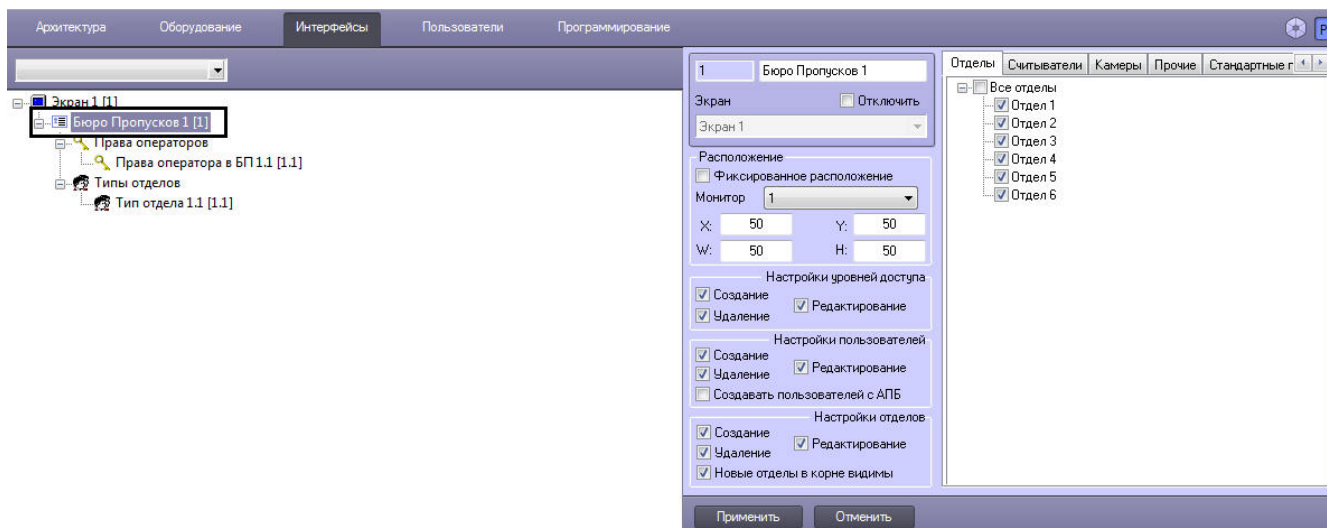 Архитектура Оборудование Интерфейсы Пользователи Программирование
Экран 1 [1]
Бюро Пропусков 1 [1]
Права операторов
Права оператора в БП 1.1 [1.1]
Типы отделов
Тип отдела 1.1 [1.1]
1 Бюро Пропусков 1
Экран Отключить
Экран 1
Расположение
Фиксированное расположение
Монитор 1
X: 50 Y: 50
W: 50 H: 50
Настройки уровней доступа
Создание
Редактирование
Удаление
Настройки пользователей
Создание
Редактирование
Удаление
Создавать пользователей с АПБ
Настройки отделов
Создание
Редактирование
Удаление
Новые отделы в корне видимы
Применить Отменить
Отделы Считыватели Камеры Прочие Стандартные г
Все отделы
Отдел 1
Отдел 2
Отдел 3
Отдел 4
Отдел 5
Отдел 6